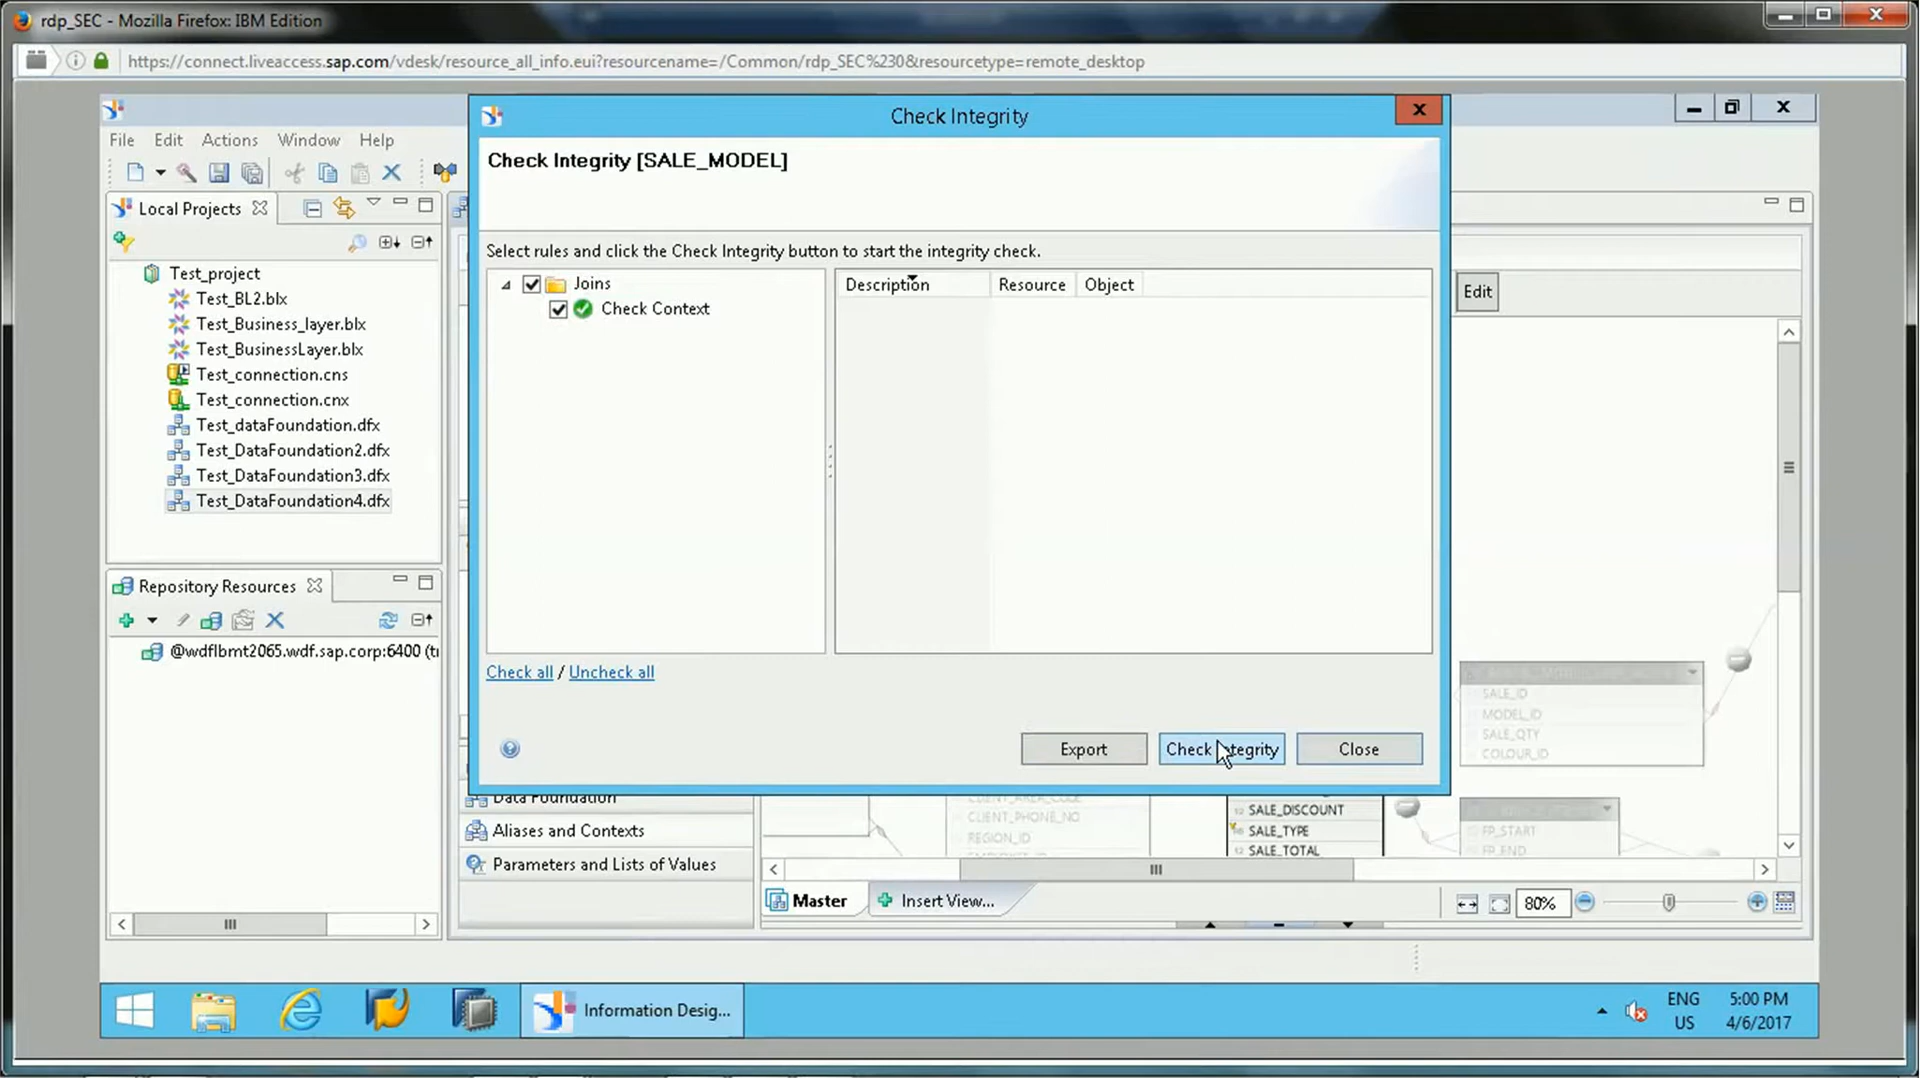 rdp_SEC - Mozilla Firefox: IBM Edition
https://connect.liveaccess.sap.com/vdesk/resource_all_info.eui?resourcename=/Common/rdp_SEC%230&resourcetype=remote_desktop
Check Integrity
File Edit Actions Window Help
Check Integrity [SALE_MODEL]
Local Projects
Select rules and click the Check Integrity button to start the integrity check.
Joins
Check Context
Description Resource Object
Edit
Test_project
Test_BL2.blx
Test_Business_layer.blx
Test_BusinessLayer.blx
Test_connection.cns
Test_connection.cnx
Test_dataFoundation.dfx
Test_DataFoundation2.dfx
Test_DataFoundation3.dfx
Test_DataFoundation4.dfx
Repository Resources
@wdflbmt2065.wdf.sap.corp:6400 (tr
Check all / Uncheck all
Export Check Integrity Close
SALE_ID
MODEL_ID
SALE_QTY
COLOUR_ID
Data Foundation
Aliases and Contexts
Parameters and Lists of Values
CLIENT_AREA_CODE
CLIENT_PHONE_NO
REGION_ID
SALE_DISCOUNT
SALE_TYPE
SALE_TOTAL
FP_START
FP_END
Master Insert View...
80%
Information Desig...
ENG
US
5:00 PM
4/6/2017